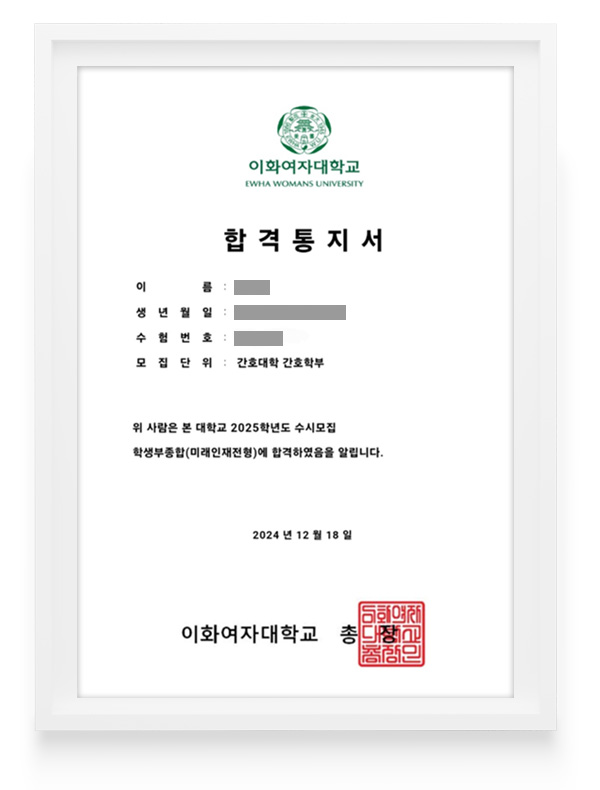 이화여자대학교
EWHA WOMANS UNIVERSITY
합격통지서
이 름 :
생 년 월 일 :
수 험 번 호 :
모 집 단 위 : 간호대학 간호학부
위 사람은 본 대학교 2025학년도 수시모집
학생부종합(미래인재전형)에 합격하였음을 알립니다.
2024 년 12 월 18 일
이화여자대학교 총 장